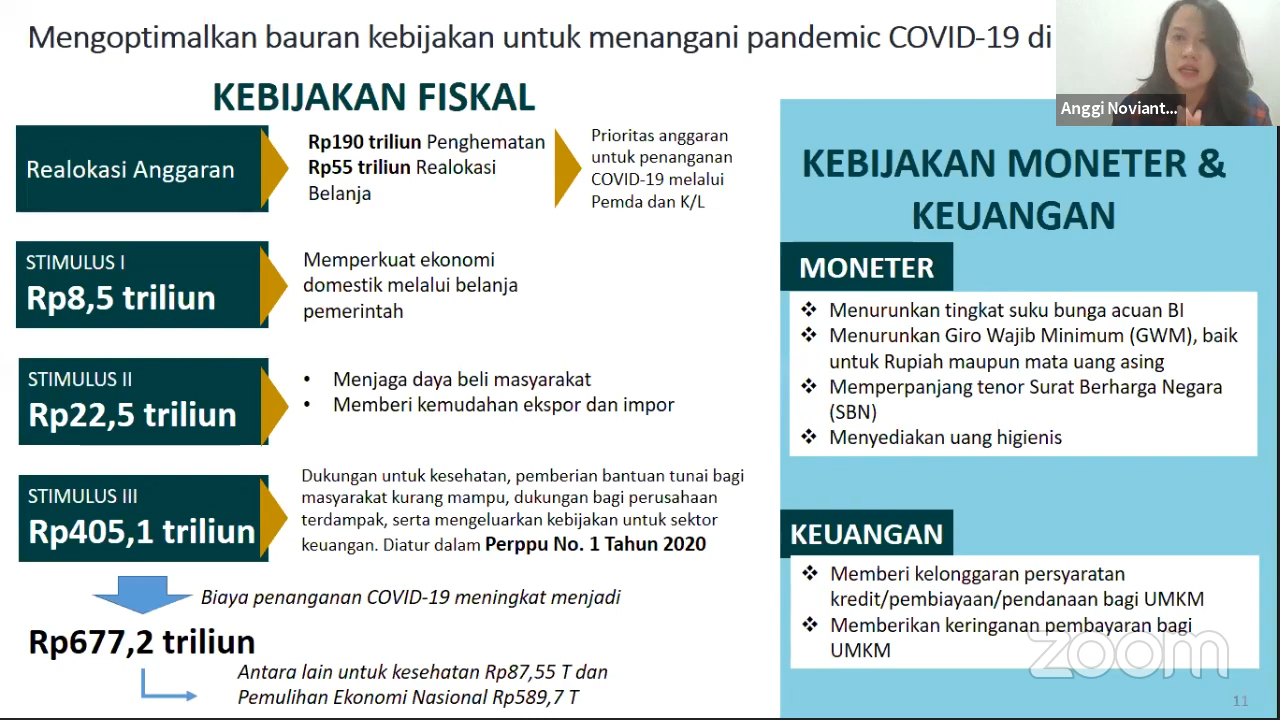 Mengoptimalkan bauran kebijakan untuk menangani pandemic COVID-19 di
Anggi Noviant...
KEBIJAKAN FISKAL
Realokasi Anggaran
Rp190 triliun Penghematan
Rp55 triliun Realokasi
Belanja
Prioritas anggaran
untuk penanganan
COVID-19 melalui
Pemda dan K/L
STIMULUS I
Rp8,5 triliun
Memperkuat ekonomi
domestik melalui belanja
pemerintah
STIMULUS II
Rp22,5 triliun
• Menjaga daya beli masyarakat
• Memberi kemudahan ekspor dan impor
STIMULUS III
Rp405,1 triliun
Dukungan untuk kesehatan, pemberian bantuan tunai bagi
masyarakat kurang mampu, dukungan bagi perusahaan
terdampak, serta mengeluarkan kebijakan untuk sektor
keuangan. Diatur dalam Perppu No. 1 Tahun 2020
Biaya penanganan COVID-19 meningkat menjadi
Rp677,2 triliun
Antara lain untuk kesehatan Rp87,55 T dan
Pemulihan Ekonomi Nasional Rp589,7 T
KEBIJAKAN MONETER &
KEUANGAN
MONETER
❖ Menurunkan tingkat suku bunga acuan BI
❖ Menurunkan Giro Wajib Minimum (GWM), baik
untuk Rupiah maupun mata uang asing
❖ Memperpanjang tenor Surat Berharga Negara
(SBN)
❖ Menyediakan uang higienis
KEUANGAN
❖ Memberi kelonggaran persyaratan
kredit/pembiayaan/pendanaan bagi UMKM
❖ Memberikan keringanan pembayaran bagi
UMKM
zoom
11